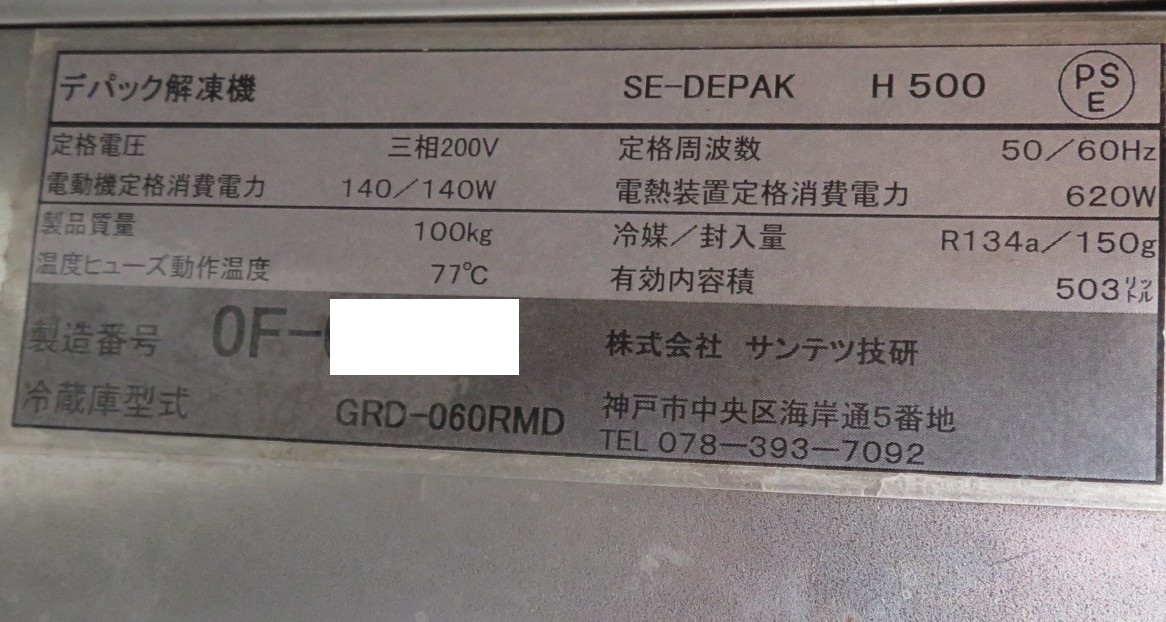 デパック解凍機 SE-DEPAK H 500 PS E
定格電圧 三相200V 定格周波数 50/60Hz
電動機定格消費電力 140/140W 電熱装置定格消費電力 620W
製品質量 100kg 冷媒/封入量 R134a/150g
温度ヒューズ動作温度 77℃ 有効内容積 503リットル
製造番号 0F- 株式会社 サンテツ技研
冷蔵庫型式 GRD-060RMD 神戸市中央区海岸通5番地
TEL 078-393-7092